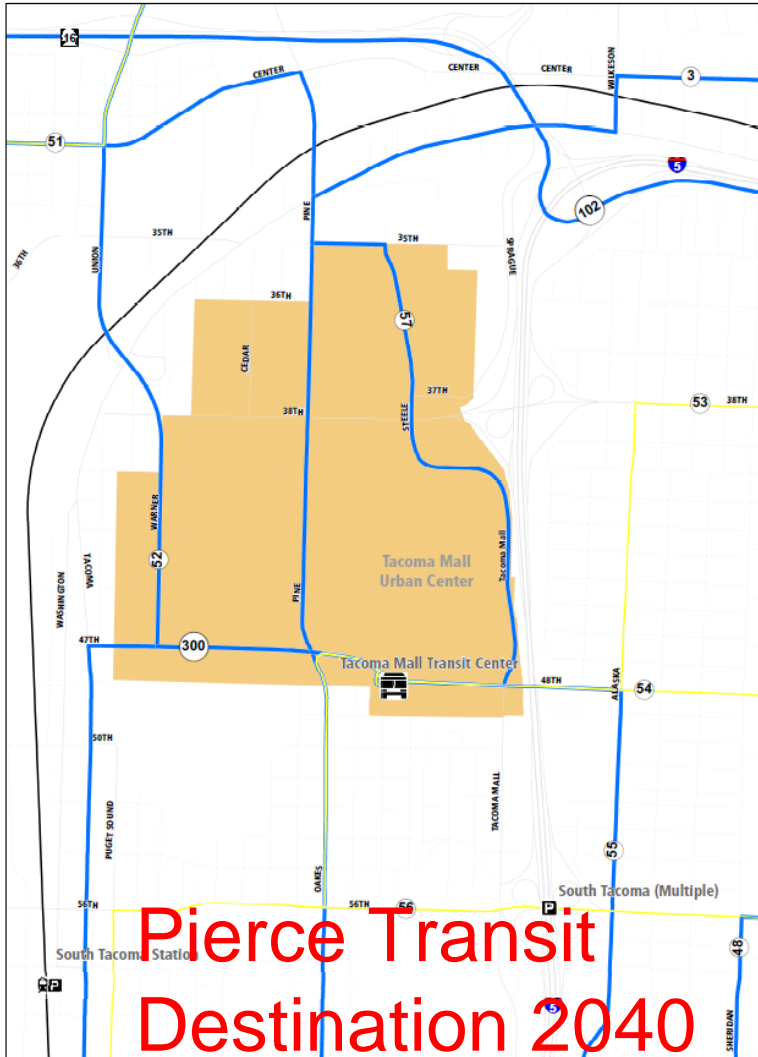 16
CENTER
CENTER
CENTER
WILKESON
3
51
5
102
PINE
35TH
35TH
SPRAGUE
36TH
UNION
36TH
57
CEDAR
37TH
53
38TH
38TH
STEELE
WARNER
Tacoma Mall
Urban Center
Tacoma Mall
52
TACOMA
WASHINGTON
PINE
47TH
300
Tacoma Mall Transit Center
48TH
ALASKA
54
50TH
TACOMA MALL
PUGET SOUND
55
OAKES
South Tacoma (Multiple)
56TH
56TH
56
P
Pierce Transit
South Tacoma Station
48
P
5
Destination 2040
SHERIDAN